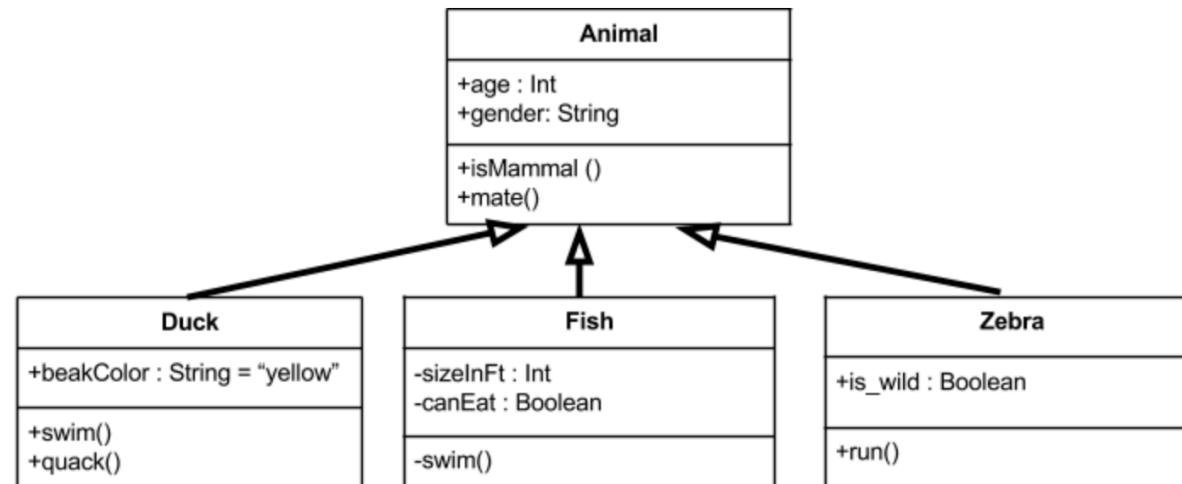 Animal
+age : Int
+gender: String
+isMammal ()
+mate()
Duck
+beakColor : String = “yellow”
+swim()
+quack()
Fish
-sizeInFt : Int
-canEat : Boolean
-swim()
Zebra
+is_wild : Boolean
+run()